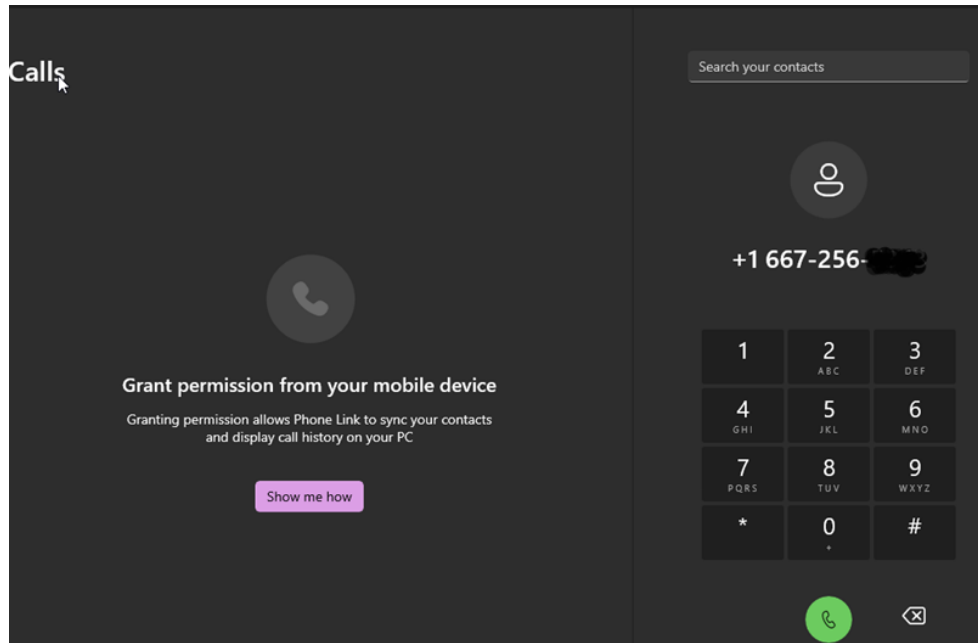 Calls
Search your contacts
+1 667-256-
Grant permission from your mobile device
Granting permission allows Phone Link to sync your contacts
and display call history on your PC
Show me how
1
2
ABC
3
DEF
4
GHI
5
JKL
6
MNO
7
PQRS
8
TUV
9
WXYZ
*
0
+
#